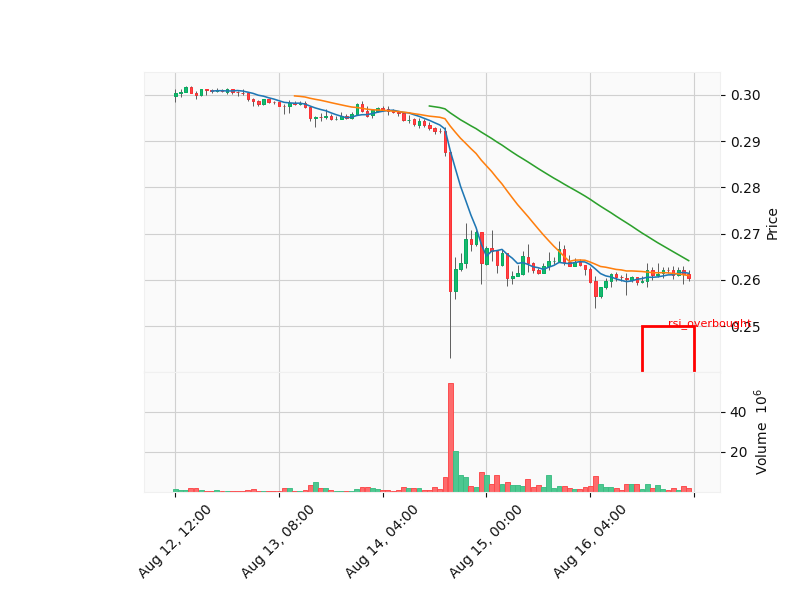 0.30
0.29
0.28
0.27
0.26
0.25
Price
rsi_overbought
40
20
Volume 10^6
Aug 12, 12:00
Aug 13, 08:00
Aug 14, 04:00
Aug 15, 00:00
Aug 16, 04:00